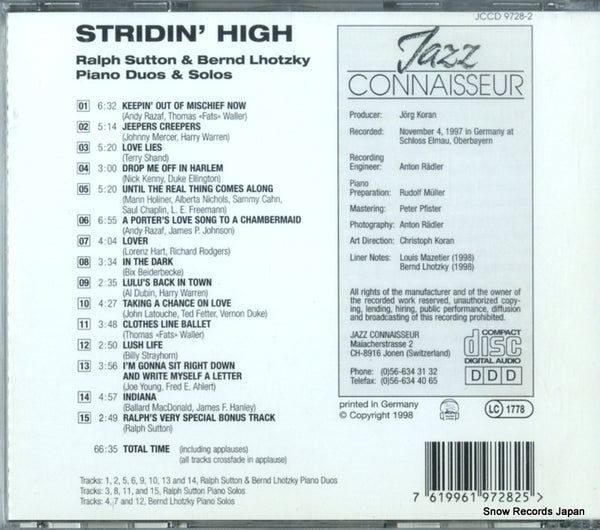 JCCD 9728-2
STRIDIN' HIGH
Ralph Sutton & Bernd Lhotzky
Piano Duos & Solos
01 6:32 KEEPIN' OUT OF MISCHIEF NOW
(Andy Razaf, Thomas «Fats» Waller)
02 5:14 JEEPERS CREEPERS
(Johnny Mercer, Harry Warren)
03 5:20 LOVE LIES
(Terry Shand)
04 3:00 DROP ME OFF IN HARLEM
(Nick Kenny, Duke Ellington)
05 5:20 UNTIL THE REAL THING COMES ALONG
(Mann Holiner, Alberta Nichols, Sammy Cahn,
Saul Chaplin, L. E. Freemann)
06 6:55 A PORTER'S LOVE SONG TO A CHAMBERMAID
(Andy Razaf, James P. Johnson)
07 4:04 LOVER
(Lorenz Hart, Richard Rodgers)
08 3:34 IN THE DARK
(Bix Beiderbecke)
09 2:35 LULU'S BACK IN TOWN
(Al Dubin, Harry Warren)
10 4:27 TAKING A CHANCE ON LOVE
(John Latouche, Ted Fetter, Vernon Duke)
11 3:48 CLOTHES LINE BALLET
(Thomas «Fats» Waller)
12 2:50 LUSH LIFE
(Billy Strayhorn)
13 3:56 I'M GONNA SIT RIGHT DOWN
AND WRITE MYSELF A LETTER
(Joe Young, Fred E. Ahlert)
14 4:57 INDIANA
(Ballard MacDonald, James F. Hanley)
15 2:49 RALPH'S VERY SPECIAL BONUS TRACK
(Ralph Sutton)
66:35 TOTAL TIME (including applauses)
(all tracks crossfade in applause)
Tracks: 1, 2, 5, 6, 9, 10, 13 and 14, Ralph Sutton & Bernd Lhotzky Piano Duos
Tracks: 3, 8, 11, and 15, Ralph Sutton Piano Solos
Tracks: 4, 7 and 12, Bernd Lhotzky Piano Solos
Jazz
CONNAISSEUR
Producer: Jörg Koran
Recorded: November 4, 1997 in Germany at
Schloss Elmau, Oberbayern
Recording
Engineer: Anton Rädler
Piano
Preparation: Rudolf Müller
Mastering: Peter Pfister
Photography: Anton Rädler
Art Direction: Christoph Koran
Liner Notes: Louis Mazetier (1998)
Bernd Lhotzky (1998)
All rights of the manufacturer and of the owner of
the recorded work reserved, unauthorized copy-
ing, lending, hiring, public performance, diffusion
and broadcasting of this recording prohibited.
JAZZ CONNAISSEUR
Maiacherstrasse 2
CH-8916 Jonen (Switzerland)
Phone: (0)56-634 31 32
Telefax: (0)56-634 40 65
COMPACT
disc
DIGITAL AUDIO
DDD
printed in Germany
© Copyright 1998
LC 1778
7 619961 972825 >
Snow Records Japan